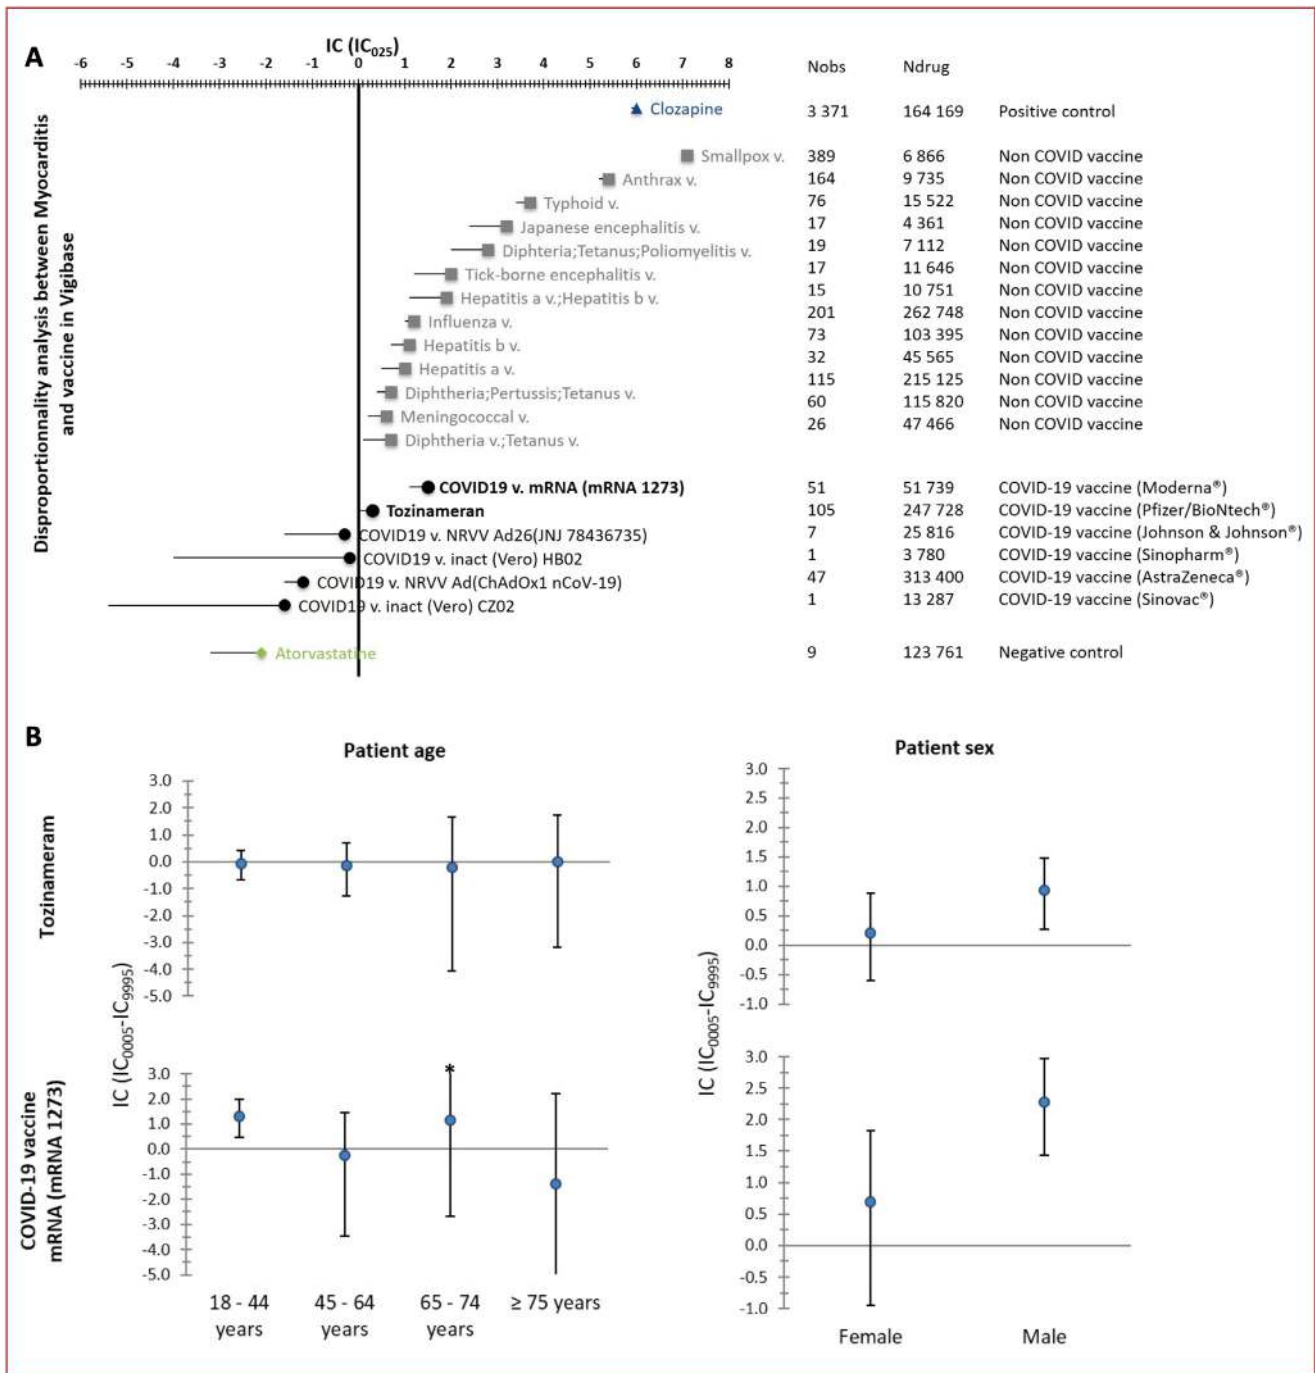 A
IC (IC025)
-6 -5 -4 -3 -2 -1 0 1 2 3 4 5 6 7 8
Nobs Ndrug
Disproportionnality analysis between Myocarditis
and vaccine in Vigibase
Clozapine 3 371 164 169 Positive control
Smallpox v. 389 6 866 Non COVID vaccine
Anthrax v. 164 9 735 Non COVID vaccine
Typhoid v. 76 15 522 Non COVID vaccine
Japanese encephalitis v. 17 4 361 Non COVID vaccine
Diphteria;Tetanus;Poliomyelitis v. 19 7 112 Non COVID vaccine
Tick-borne encephalitis v. 17 11 646 Non COVID vaccine
Hepatitis a v.;Hepatitis b v. 15 10 751 Non COVID vaccine
Influenza v. 201 262 748 Non COVID vaccine
Hepatitis b v. 73 103 395 Non COVID vaccine
Hepatitis a v. 32 45 565 Non COVID vaccine
Diphtheria;Pertussis;Tetanus v. 115 215 125 Non COVID vaccine
Meningococcal v. 60 115 820 Non COVID vaccine
Diphtheria v.;Tetanus v. 26 47 466 Non COVID vaccine
COVID19 v. mRNA (mRNA 1273) 51 51 739 COVID-19 vaccine (Moderna®)
Tozinameran 105 247 728 COVID-19 vaccine (Pfizer/BioNtech®)
COVID19 v. NRVV Ad26(JNJ 78436735) 7 25 816 COVID-19 vaccine (Johnson & Johnson®)
COVID19 v. inact (Vero) HB02 1 3 780 COVID-19 vaccine (Sinopharm®)
COVID19 v. NRVV Ad(ChAdOx1 nCoV-19) 47 313 400 COVID-19 vaccine (AstraZeneca®)
COVID19 v. inact (Vero) CZ02 1 13 287 COVID-19 vaccine (Sinovac®)
Atorvastatine 9 123 761 Negative control
B
Patient age
Tozinameram
IC (IC0005-IC9995)
3.0
2.0
1.0
0.0
-1.0
-2.0
-3.0
-4.0
-5.0
COVID-19 vaccine
mRNA (mRNA 1273)
3.0
2.0
1.0
0.0
-1.0
-2.0
-3.0
-4.0
-5.0
*
18 - 44 45 - 64 65 - 74 ≥ 75 years
years years years
Patient sex
IC (IC0005-IC9995)
3.0
2.5
2.0
1.5
1.0
0.5
0.0
-0.5
-1.0
3.0
2.5
2.0
1.5
1.0
0.5
0.0
-0.5
-1.0
Female Male